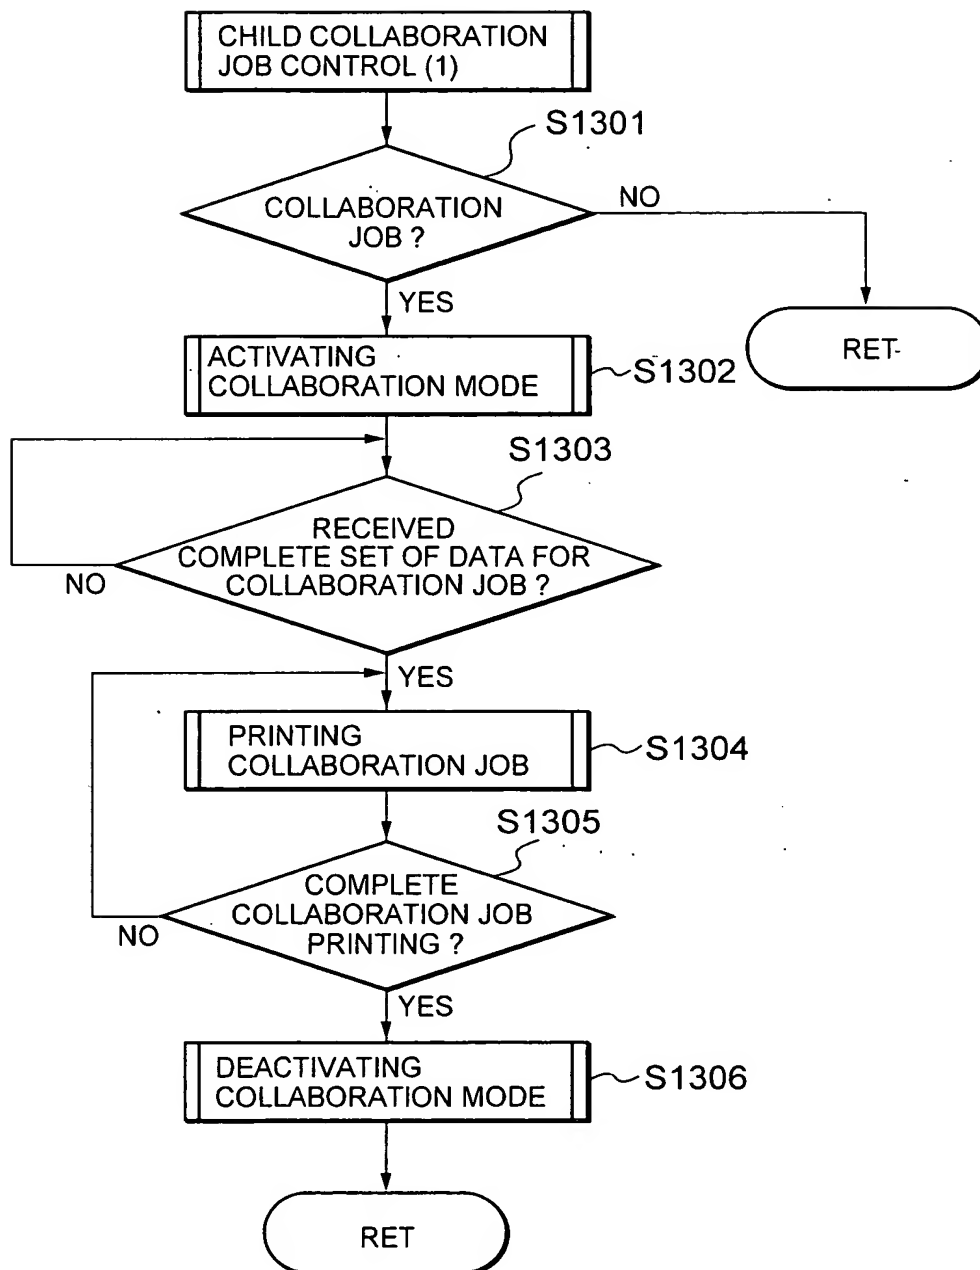 CHILD COLLABORATION
JOB CONTROL (1)
S1301
COLLABORATION
JOB ?
NO
YES
RET
ACTIVATING
COLLABORATION MODE
S1302
S1303
RECEIVED
COMPLETE SET OF DATA FOR
COLLABORATION JOB ?
NO
YES
PRINTING
COLLABORATION JOB
S1304
S1305
COMPLETE
COLLABORATION JOB
PRINTING ?
NO
YES
DEACTIVATING
COLLABORATION MODE
S1306
RET